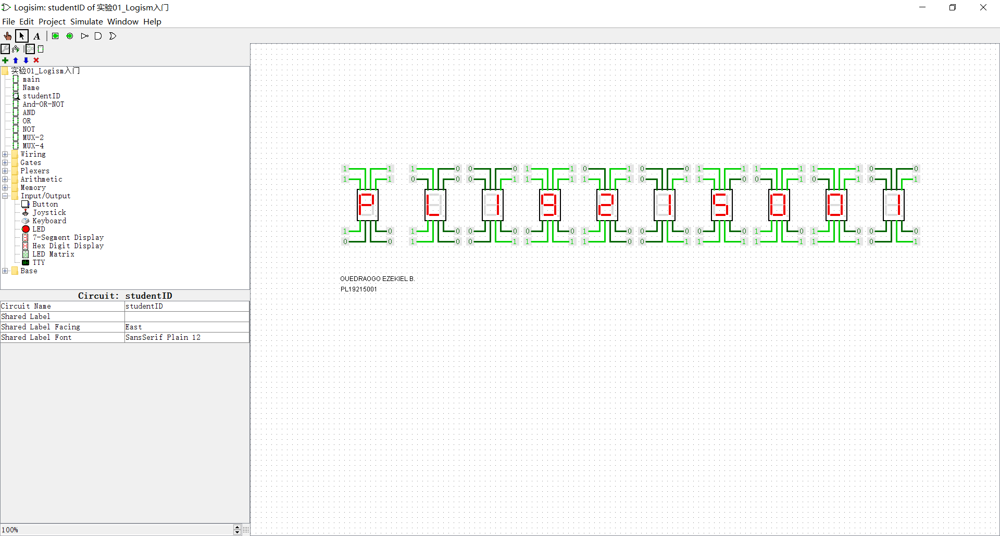 Logisim: studentID of 实验01_Logism入门
File Edit Project Simulate Window Help
A
实验01_Logism入门
main
Name
studentID
And-OR-NOT
AND
OR
NOT
MUX-2
MUX-4
Wiring
Gates
Plexers
Arithmetic
Memory
Input/Output
Button
Joystick
Keyboard
LED
7-Segment Display
Hex Digit Display
LED Matrix
TTY
Base
Circuit: studentID
Circuit Name studentID
Shared Label
Shared Label Facing East
Shared Label Font SansSerif Plain 12
100%
1 1 1 0 0 0 1 1 0 1 0 0 1 1 1 1 1 1 0 0
1 1 0 0 0 1 1 1 1 1 0 1 1 0 0 1 0 1 0 1
P L 1 9 2 1 5 0 0 1
1 0 1 0 0 0 0 0 1 0 0 0 0 0 1 0 1 0 0 0
0 0 1 0 0 1 1 1 1 0 0 1 1 1 1 1 1 1 0 1
OUEDRAOGO EZEKIEL B.
PL19215001